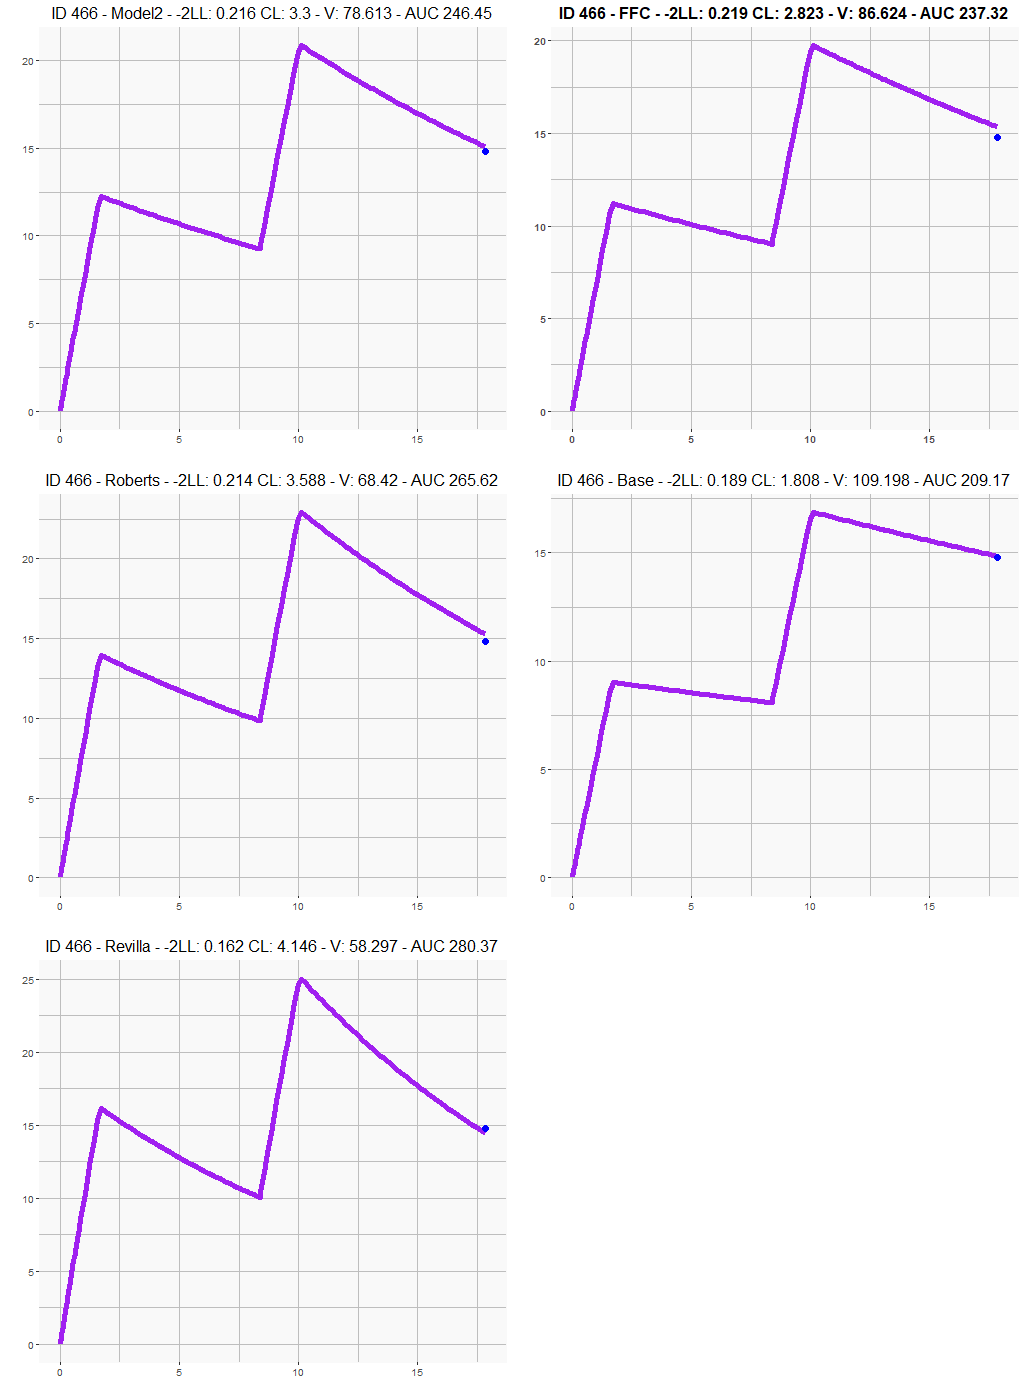 ID 466 - Model2 - -2LL: 0.216 CL: 3.3 - V: 78.613 - AUC 246.45
20
15
10
5
0
0 5 10 15
ID 466 - FFC - -2LL: 0.219 CL: 2.823 - V: 86.624 - AUC 237.32
20
15
10
5
0
0 5 10 15
ID 466 - Roberts - -2LL: 0.214 CL: 3.588 - V: 68.42 - AUC 265.62
20
15
10
5
0
0 5 10 15
ID 466 - Base - -2LL: 0.189 CL: 1.808 - V: 109.198 - AUC 209.17
15
10
5
0
0 5 10 15
ID 466 - Revilla - -2LL: 0.162 CL: 4.146 - V: 58.297 - AUC 280.37
25
20
15
10
5
0
0 5 10 15